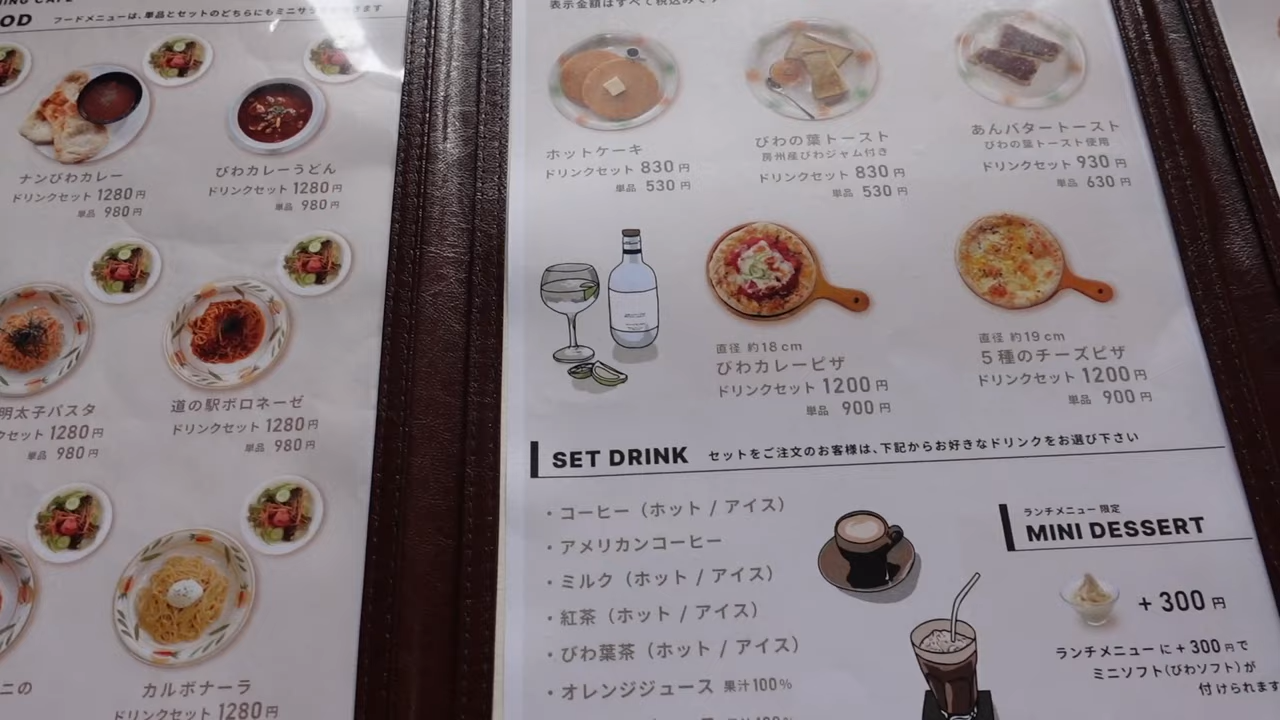 フードメニューは、単品とセットのどちらにもミニサラ
ナンびわカレー
ドリンクセット 1280円
単品 980円
びわカレーうどん
ドリンクセット 1280円
単品 980円
明太子パスタ
セット 1280円
単品 980円
道の駅ボロネーゼ
ドリンクセット 1280円
単品 980円
ニの
カルボナーラ
ドリンクセット 1280円
表示金額はすべて税込みです
ホットケーキ
ドリンクセット 830円
単品 530円
びわの葉トースト
房州産びわジャム付き
ドリンクセット 830円
単品 530円
あんバタートースト
びわの葉トースト使用
ドリンクセット 930円
単品 630円
直径 約18cm
びわカレーピザ
ドリンクセット 1200円
単品 900円
直径 約19cm
5種のチーズピザ
ドリンクセット 1200円
単品 900円
SET DRINK セットをご注文のお客様は、下記からお好きなドリンクをお選び下さい
・コーヒー（ホット / アイス）
・アメリカンコーヒー
・ミルク（ホット / アイス）
・紅茶（ホット / アイス）
・びわ葉茶（ホット / アイス）
・オレンジジュース 果汁100%
ランチメニュー 限定
MINI DESSERT
+300円
ランチメニューに+300円で
ミニソフト(びわソフト)が
付けられます